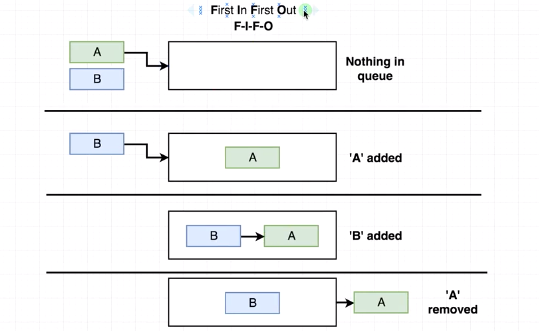 First In First Out
F-I-F-O
A
B
Nothing in
queue
B
A
'A' added
B
A
'B' added
B
A
'A'
removed